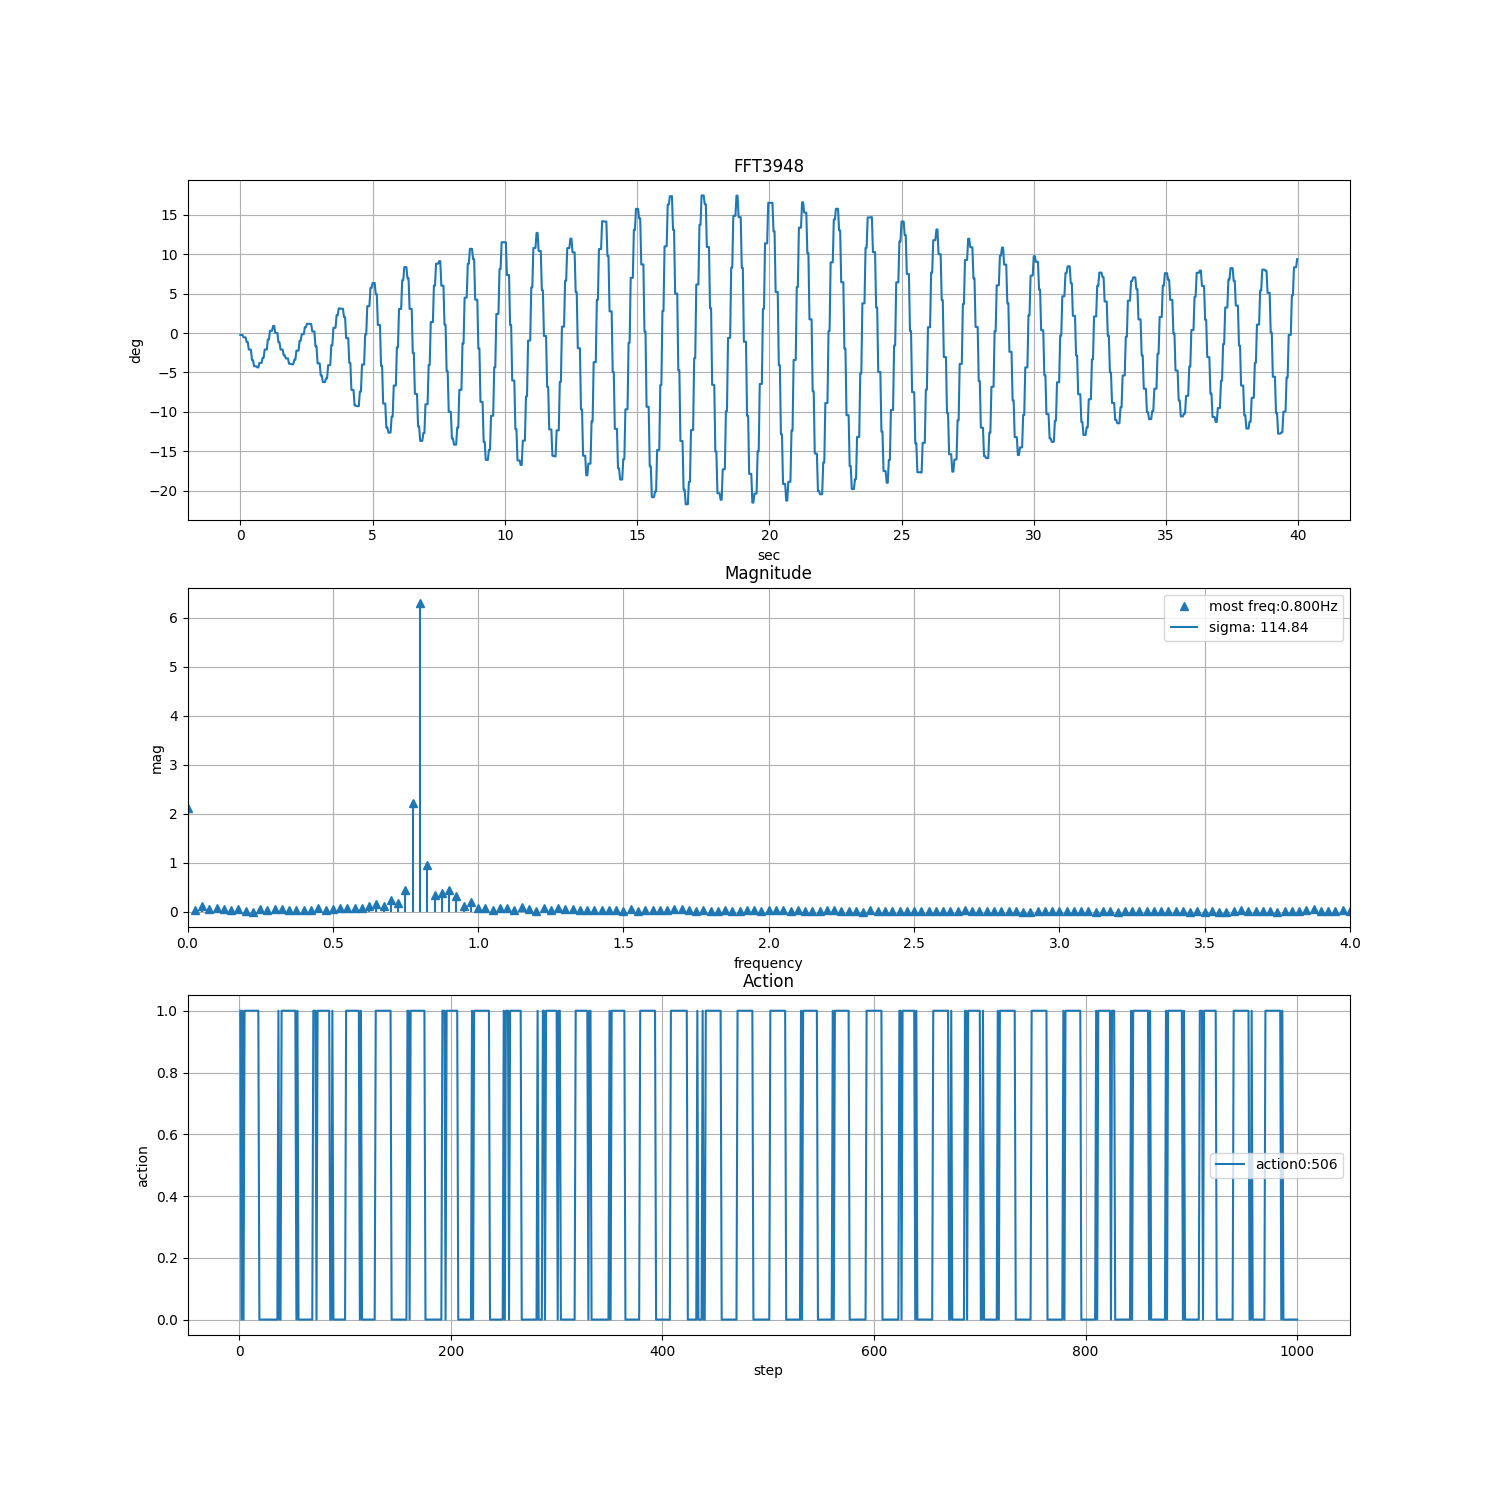 FFT3948
15
10
5
0
−5
−10
−15
−20
deg
0 5 10 15 20 25 30 35 40
sec
Magnitude
most freq:0.800Hz
sigma: 114.84
6
5
4
3
2
1
0
mag
0.0 0.5 1.0 1.5 2.0 2.5 3.0 3.5 4.0
frequency
Action
1.0
0.8
0.6
0.4
0.2
0.0
action
action0:506
0 200 400 600 800 1000
step